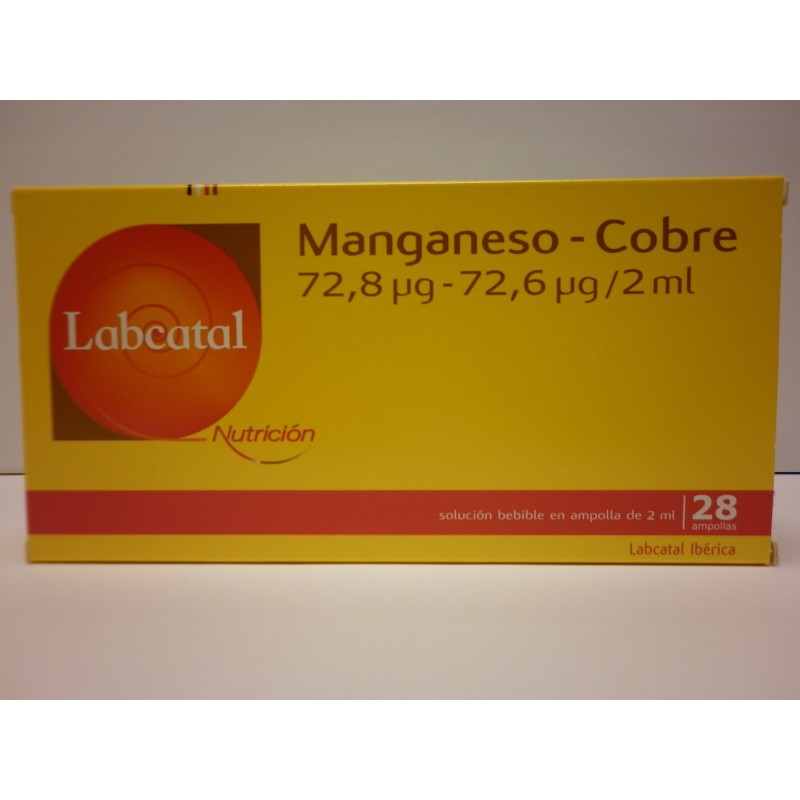 Manganeso - Cobre
72,8 µg - 72,6 µg / 2 ml
Labcatal
Nutrición
solución bebible en ampolla de 2 ml
28
ampollas
Labcatal Ibérica